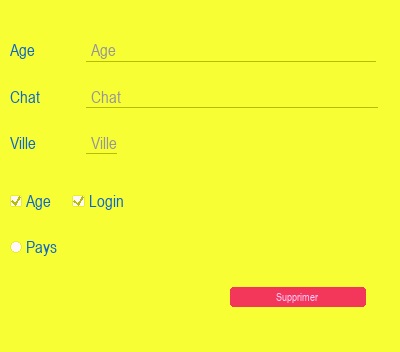 Age Age
Chat Chat
Ville Ville
Age Login
Pays
Supprimer